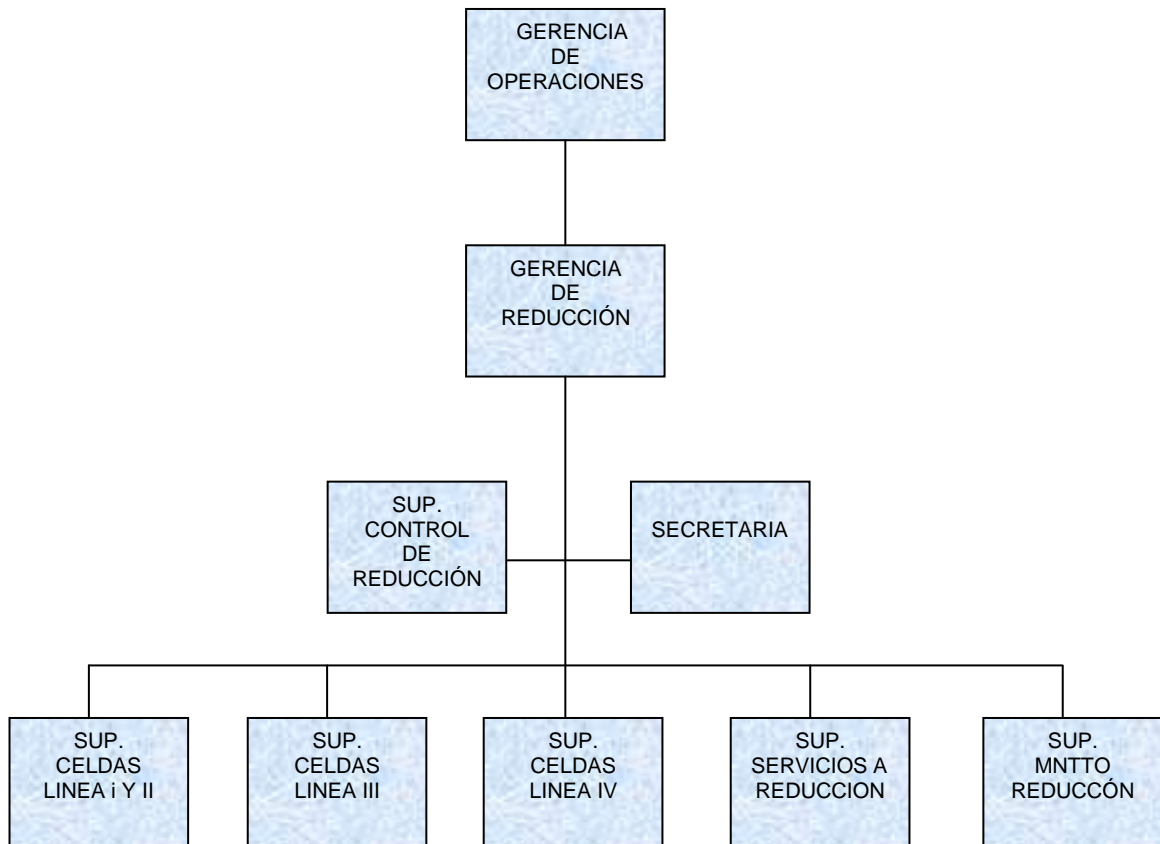 GERENCIA
DE
OPERACIONES
GERENCIA
DE
REDUCCIÓN
SUP.
CONTROL
DE
REDUCCIÓN
SECRETARIA
SUP.
CELDAS
LINEA i Y II
SUP.
CELDAS
LINEA III
SUP.
CELDAS
LINEA IV
SUP.
SERVICIOS A
REDUCCION
SUP.
MNTTO
REDUCCÓN